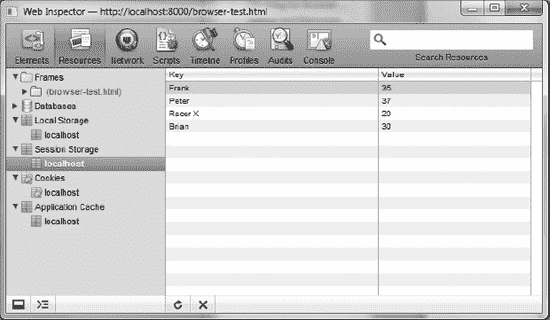 Web Inspector — http://localhost:8000/browser-test.html
Elements Resources Network Scripts Timeline Profiles Audits Console
Search Resources
Frames
(browser-test.html)
Databases
Local Storage
localhost
Session Storage
localhost
Cookies
localhost
Application Cache
localhost
Key Value
Frank 35
Peter 37
Racer X 29
Brian 30